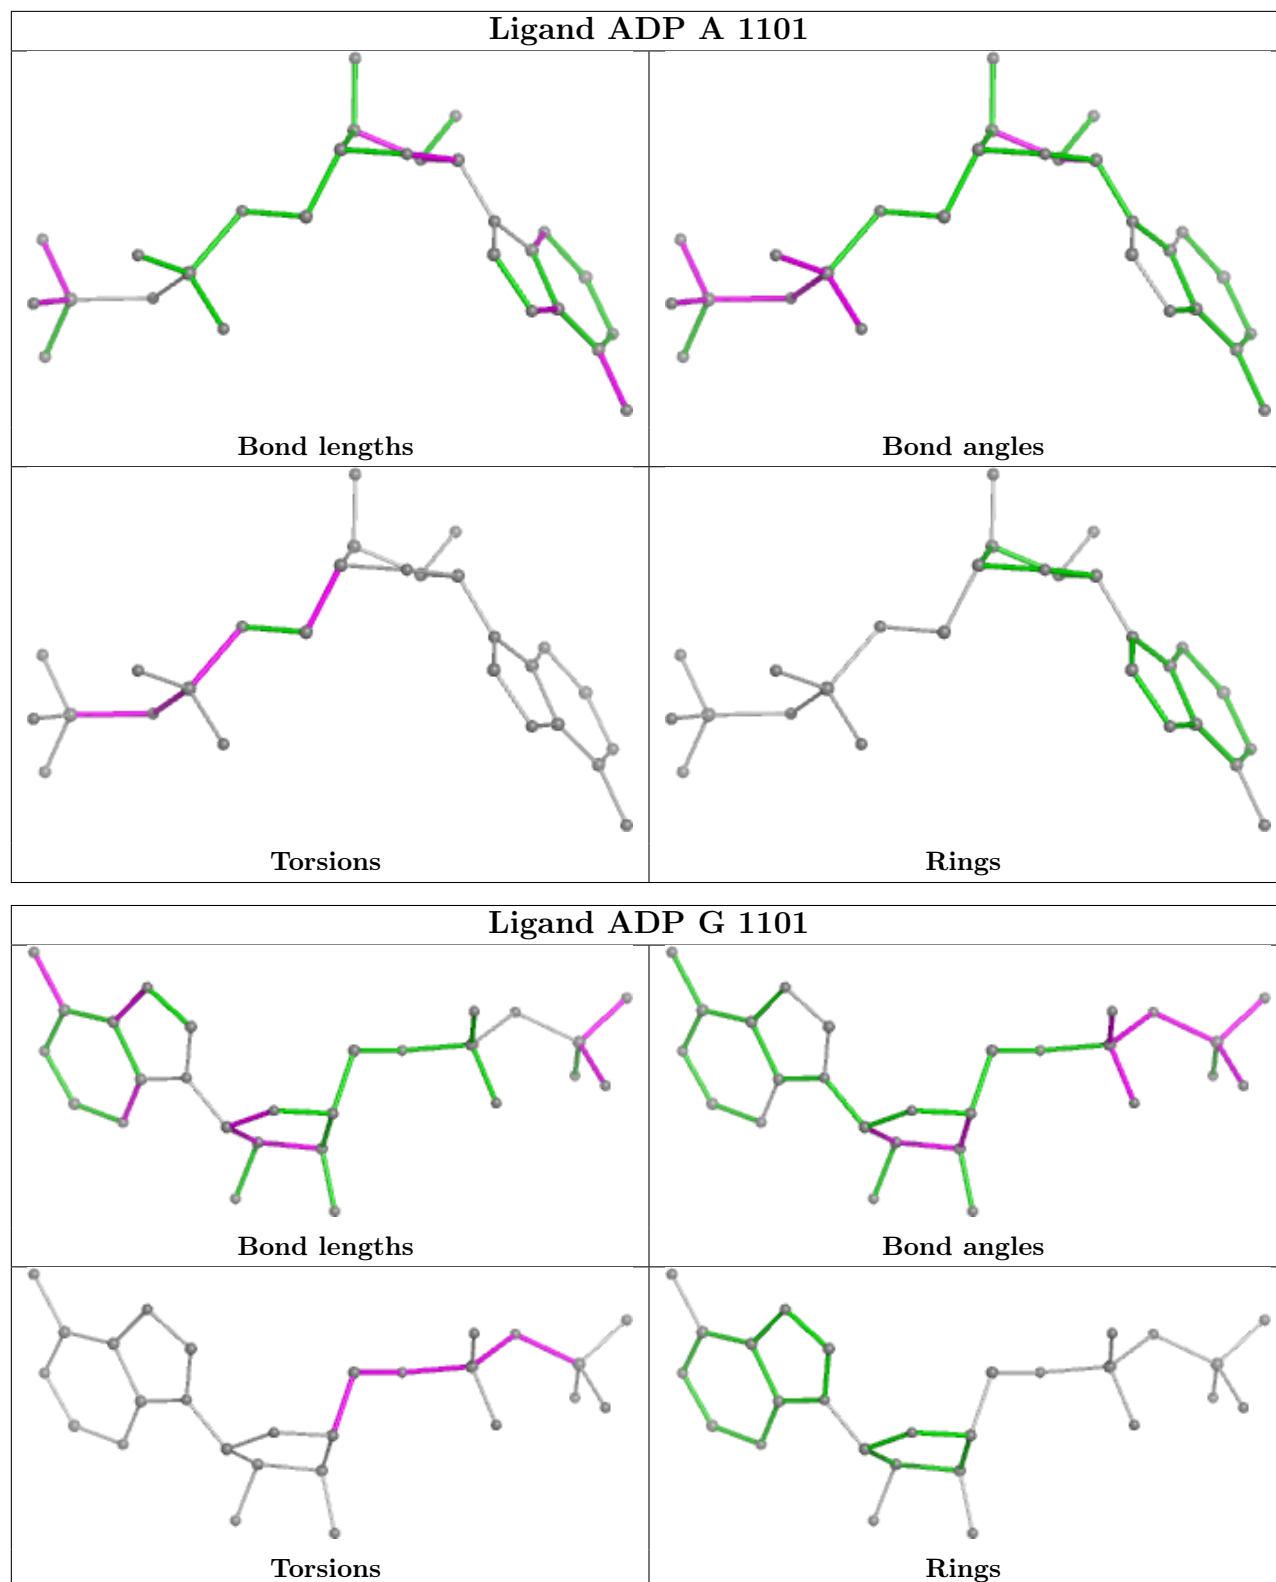 Ligand ADP A 1101
Bond lengths
Bond angles
Torsions
Rings
Ligand ADP G 1101
Bond lengths
Bond angles
Torsions
Rings